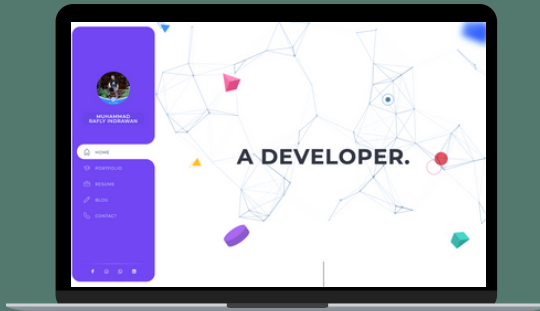 MUHAMMAD
RAFLY INDRAWAN
HOME
PORTFOLIO
RESUME
BLOG
CONTACT
A DEVELOPER.